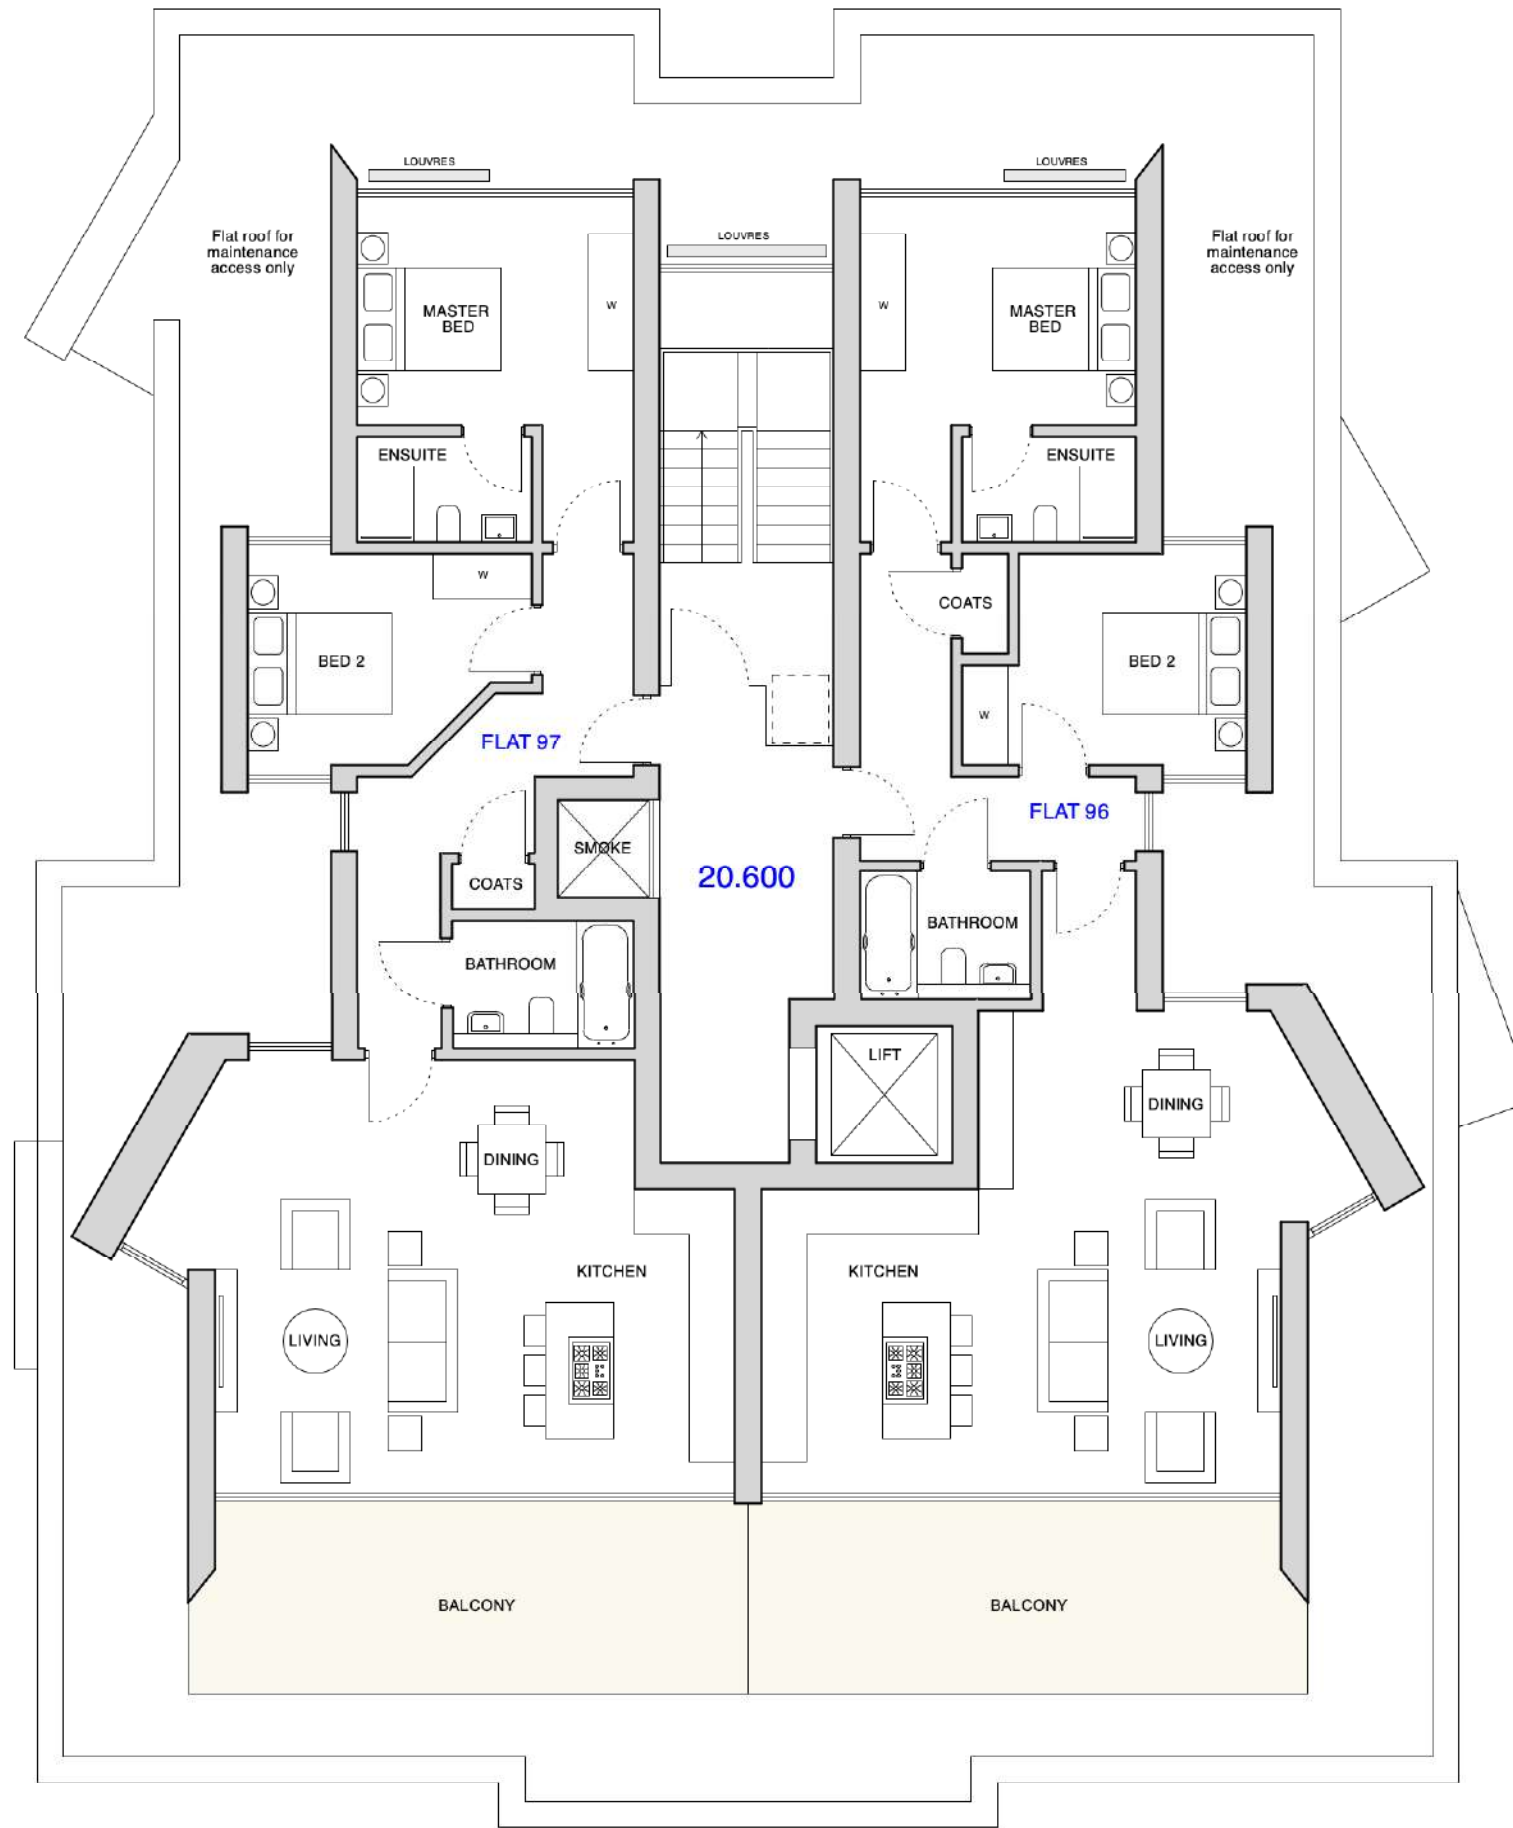 LOUVRES
LOUVRES
Flat roof for
maintenance
access only
LOUVRES
Flat roof for
maintenance
access only
MASTER
BED
W
W
MASTER
BED
ENSUITE
ENSUITE
W
COATS
BED 2
BED 2
W
FLAT 97
FLAT 96
SMOKE
20.600
COATS
BATHROOM
BATHROOM
LIFT
DINING
DINING
KITCHEN
KITCHEN
LIVING
LIVING
BALCONY
BALCONY